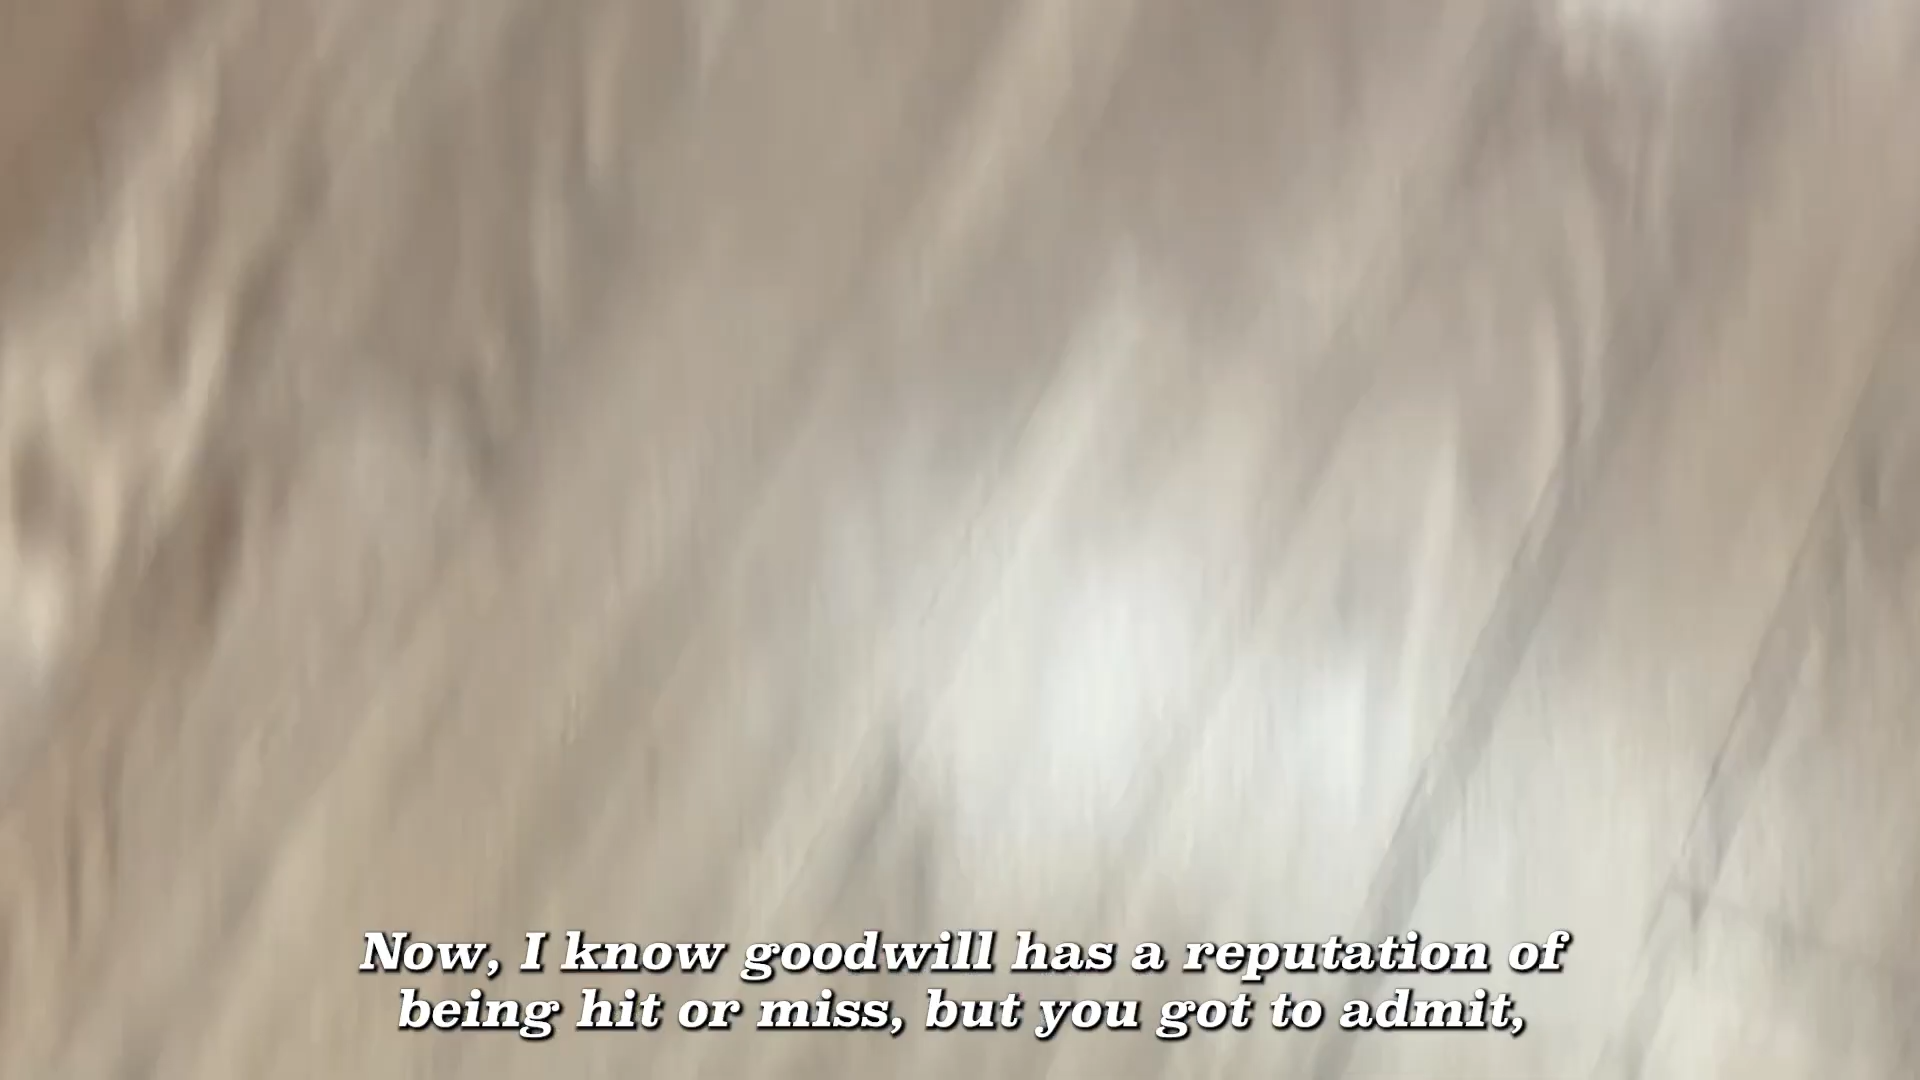 Now, I know goodwill has a reputation of
being hit or miss, but you got to admit,